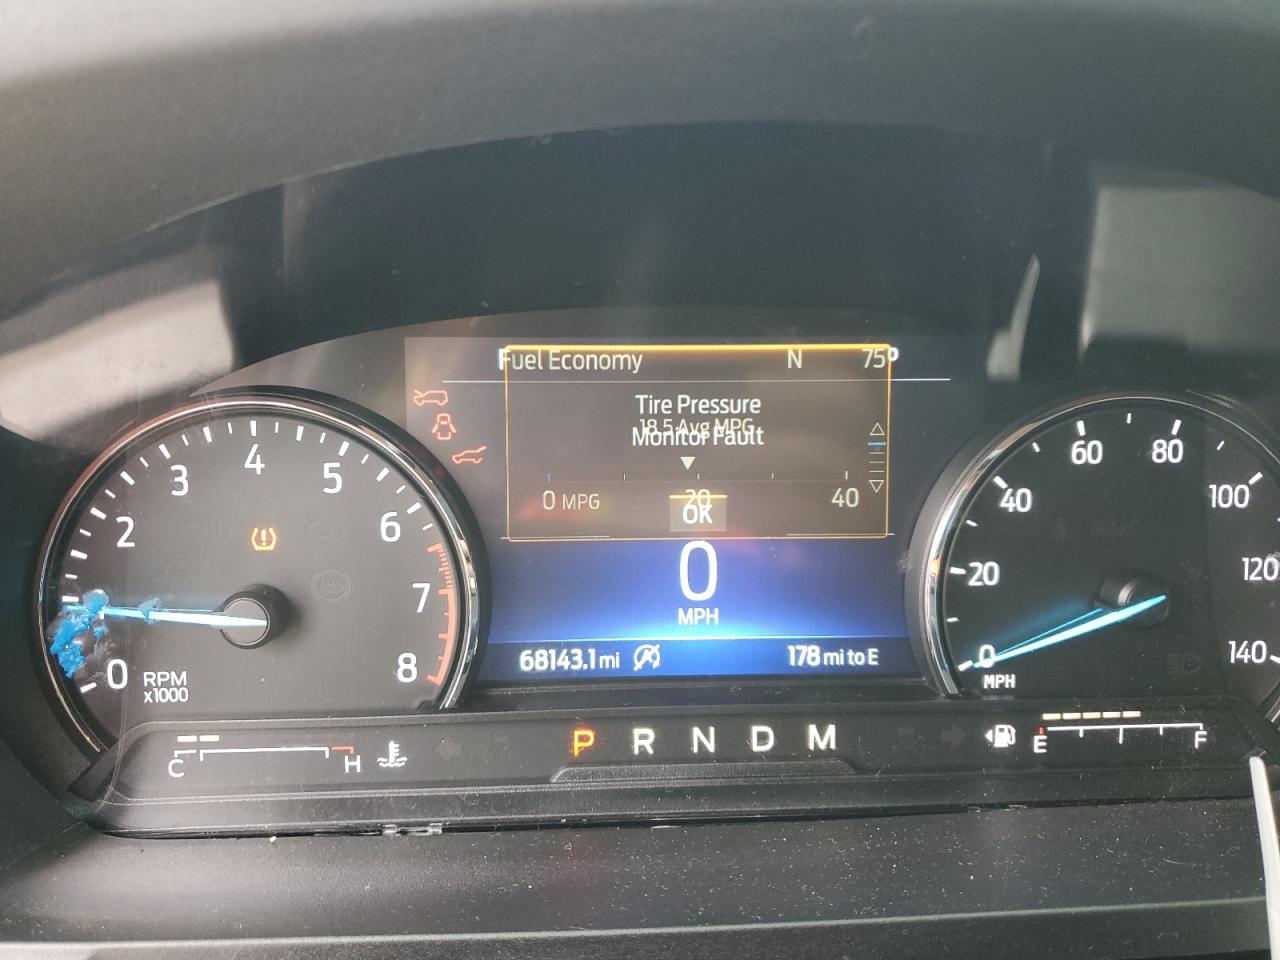 Fuel Economy N 75°
Tire Pressure
18.5 Avg MPG
Monitor Fault
0 MPG 20 40
OK
0
MPH
68143.1 mi 178 mi to E
0 2 3 4 5 6 7 8
RPM
x1000
ABS
0 20 40 60 80 100 120 140
MPH
P R N D M
C H
E F